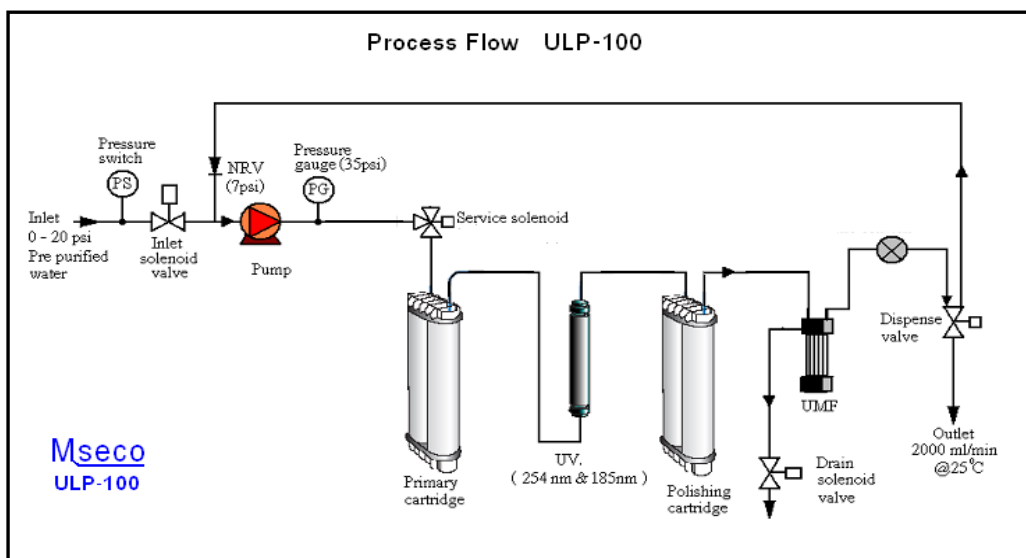 Process Flow ULP-100
Pressure
switch
PS
Inlet
0 - 20 psi
Pre purified
water
Inlet
solenoid
valve
NRV
(7psi)
Pump
Pressure
gauge (35psi)
PG
Service solenoid
Primary
cartridge
UV.
( 254 nm & 185nm )
Polishing
cartridge
UMF
Drain
solenoid
valve
Dispense
valve
Outlet
2000 ml/min
@25°C
Mseco
ULP-100